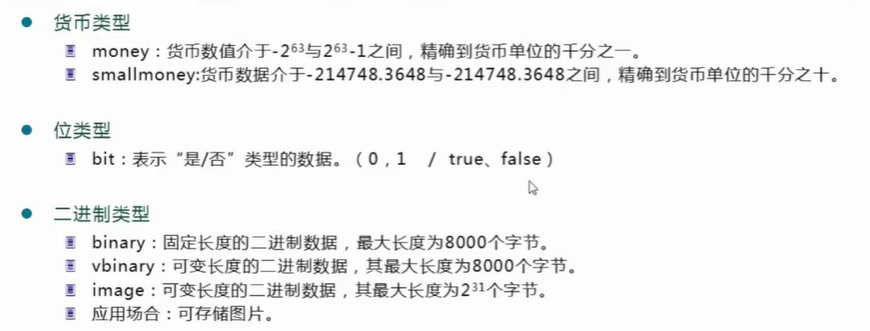 货币类型
money：货币数值介于-2⁶³与2⁶³-1之间，精确到货币单位的千分之一。
smallmoney:货币数据介于-214748.3648与-214748.3648之间，精确到货币单位的千分之十。
位类型
bit：表示“是/否”类型的数据。（0，1 / true、false）
二进制类型
binary：固定长度的二进制数据，最大长度为8000个字节。
vbinary：可变长度的二进制数据，其最大长度为8000个字节。
image：可变长度的二进制数据，其最大长度为2³¹个字节。
应用场合：可存储图片。